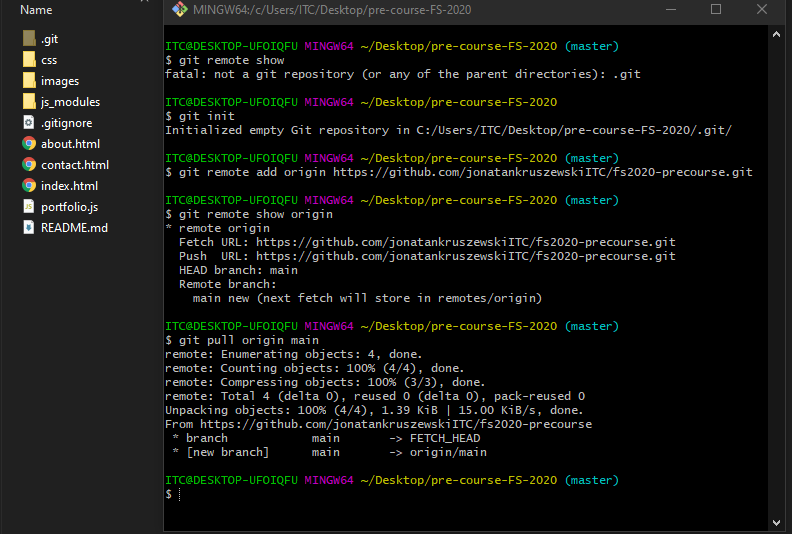 Name
.git
css
images
js_modules
.gitignore
about.html
contact.html
index.html
portfolio.js
README.md
MINGW64:/c/Users/ITC/Desktop/pre-course-FS-2020
ITC@DESKTOP-UFOIQFU MINGW64 ~/Desktop/pre-course-FS-2020 (master)
$ git remote show
fatal: not a git repository (or any of the parent directories): .git
ITC@DESKTOP-UFOIQFU MINGW64 ~/Desktop/pre-course-FS-2020
$ git init
Initialized empty Git repository in C:/Users/ITC/Desktop/pre-course-FS-2020/.git/
ITC@DESKTOP-UFOIQFU MINGW64 ~/Desktop/pre-course-FS-2020 (master)
$ git remote add origin https://github.com/jonatankruszewskiITC/fs2020-precourse.git
ITC@DESKTOP-UFOIQFU MINGW64 ~/Desktop/pre-course-FS-2020 (master)
$ git remote show origin
* remote origin
  Fetch URL: https://github.com/jonatankruszewskiITC/fs2020-precourse.git
  Push  URL: https://github.com/jonatankruszewskiITC/fs2020-precourse.git
  HEAD branch: main
  Remote branch:
    main new (next fetch will store in remotes/origin)
ITC@DESKTOP-UFOIQFU MINGW64 ~/Desktop/pre-course-FS-2020 (master)
$ git pull origin main
remote: Enumerating objects: 4, done.
remote: Counting objects: 100% (4/4), done.
remote: Compressing objects: 100% (3/3), done.
remote: Total 4 (delta 0), reused 0 (delta 0), pack-reused 0
Unpacking objects: 100% (4/4), 1.39 KiB | 15.00 KiB/s, done.
From https://github.com/jonatankruszewskiITC/fs2020-precourse
 * branch            main       -> FETCH_HEAD
 * [new branch]      main       -> origin/main
ITC@DESKTOP-UFOIQFU MINGW64 ~/Desktop/pre-course-FS-2020 (master)
$